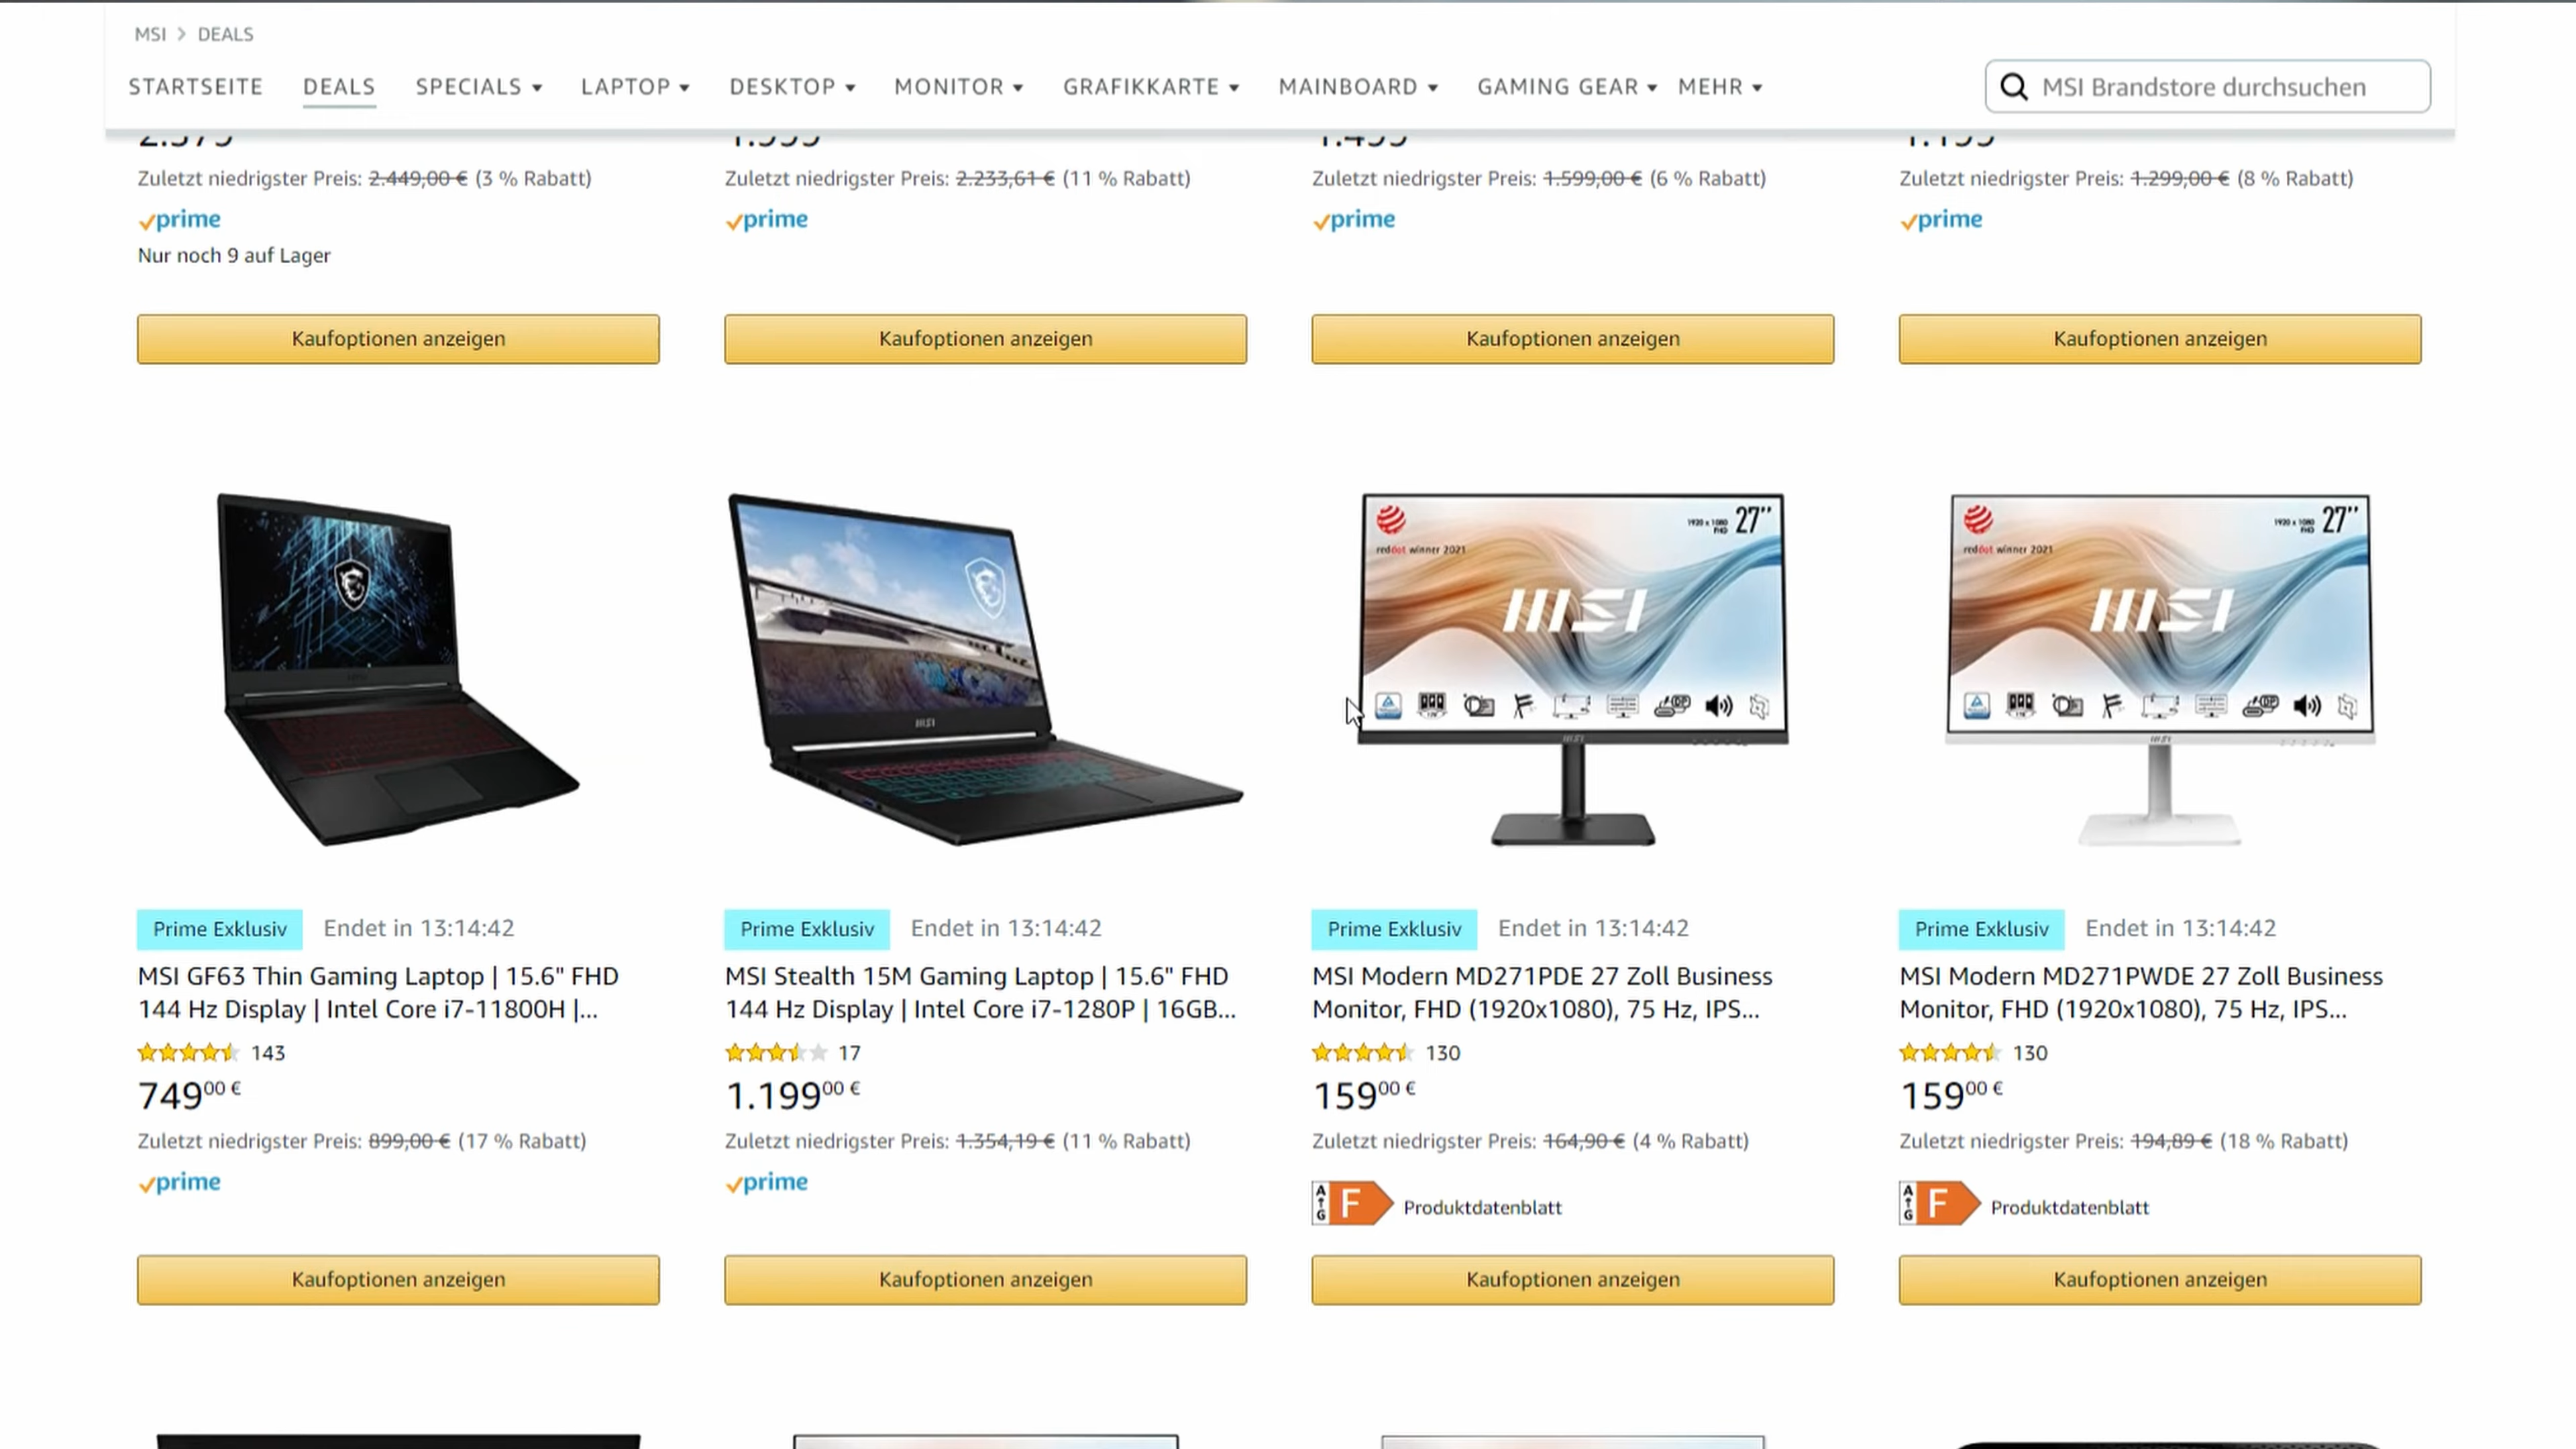 MSI > DEALS
STARTSEITE DEALS SPECIALS LAPTOP DESKTOP MONITOR GRAFIKKARTE MAINBOARD GAMING GEAR MEHR MSI Brandstore durchsuchen
2.379 1.999 1.499 1.199
Zuletzt niedrigster Preis: 2.449,00 € (3 % Rabatt) Zuletzt niedrigster Preis: 2.233,61 € (11 % Rabatt) Zuletzt niedrigster Preis: 1.599,00 € (6 % Rabatt) Zuletzt niedrigster Preis: 1.299,00 € (8 % Rabatt)
prime prime prime prime
Nur noch 9 auf Lager
Kaufoptionen anzeigen Kaufoptionen anzeigen Kaufoptionen anzeigen Kaufoptionen anzeigen
1920 x 1080 FHD 27" 1920 x 1080 FHD 27"
reddot winner 2021 reddot winner 2021
MSI MSI
MSI MSI MSI
Prime Exklusiv Endet in 13:14:42 Prime Exklusiv Endet in 13:14:42 Prime Exklusiv Endet in 13:14:42 Prime Exklusiv Endet in 13:14:42
MSI GF63 Thin Gaming Laptop | 15.6" FHD MSI Stealth 15M Gaming Laptop | 15.6" FHD MSI Modern MD271PDE 27 Zoll Business MSI Modern MD271PWDE 27 Zoll Business
144 Hz Display | Intel Core i7-11800H |... 144 Hz Display | Intel Core i7-1280P | 16GB... Monitor, FHD (1920x1080), 75 Hz, IPS... Monitor, FHD (1920x1080), 75 Hz, IPS...
143 17 130 130
749 00 € 1.199 00 € 159 00 € 159 00 €
Zuletzt niedrigster Preis: 899,00 € (17 % Rabatt) Zuletzt niedrigster Preis: 1.354,19 € (11 % Rabatt) Zuletzt niedrigster Preis: 164,90 € (4 % Rabatt) Zuletzt niedrigster Preis: 194,89 € (18 % Rabatt)
prime prime A G F Produktdatenblatt A G F Produktdatenblatt
Kaufoptionen anzeigen Kaufoptionen anzeigen Kaufoptionen anzeigen Kaufoptionen anzeigen